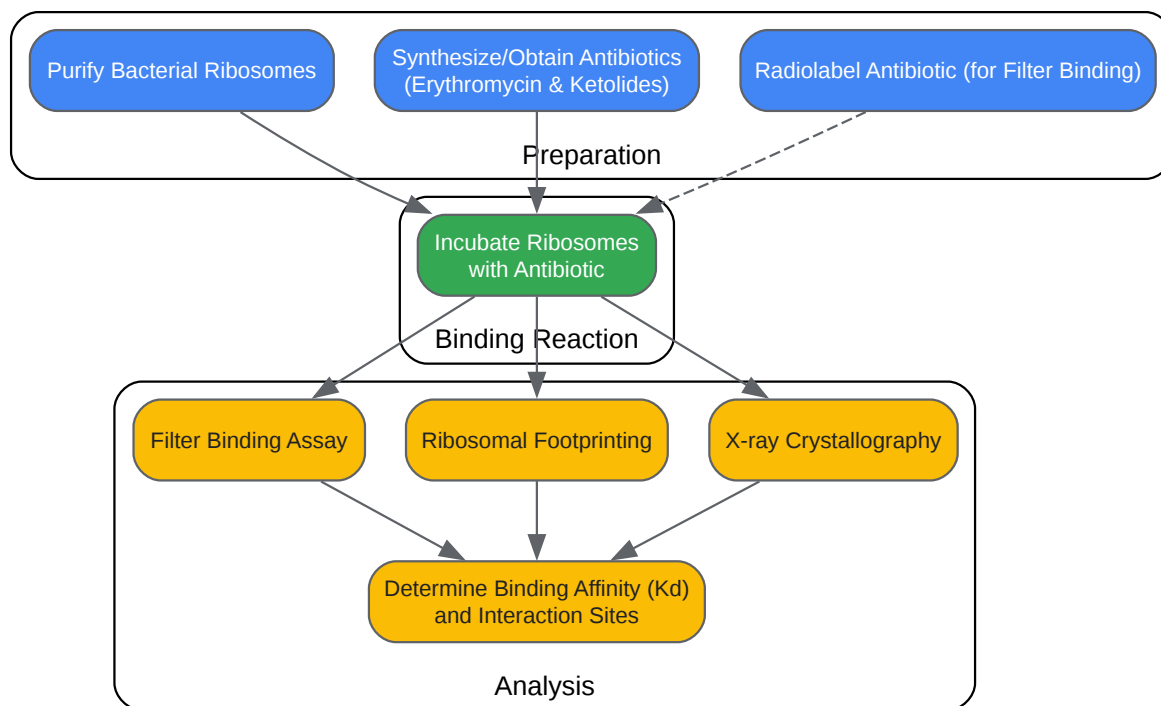 Purify Bacterial Ribosomes
Synthesize/Obtain Antibiotics
(Erythromycin & Ketolides)
Radiolabel Antibiotic (for Filter Binding)
Preparation
Incubate Ribosomes
with Antibiotic
Binding Reaction
Filter Binding Assay
Ribosomal Footprinting
X-ray Crystallography
Determine Binding Affinity (Kd)
and Interaction Sites
Analysis